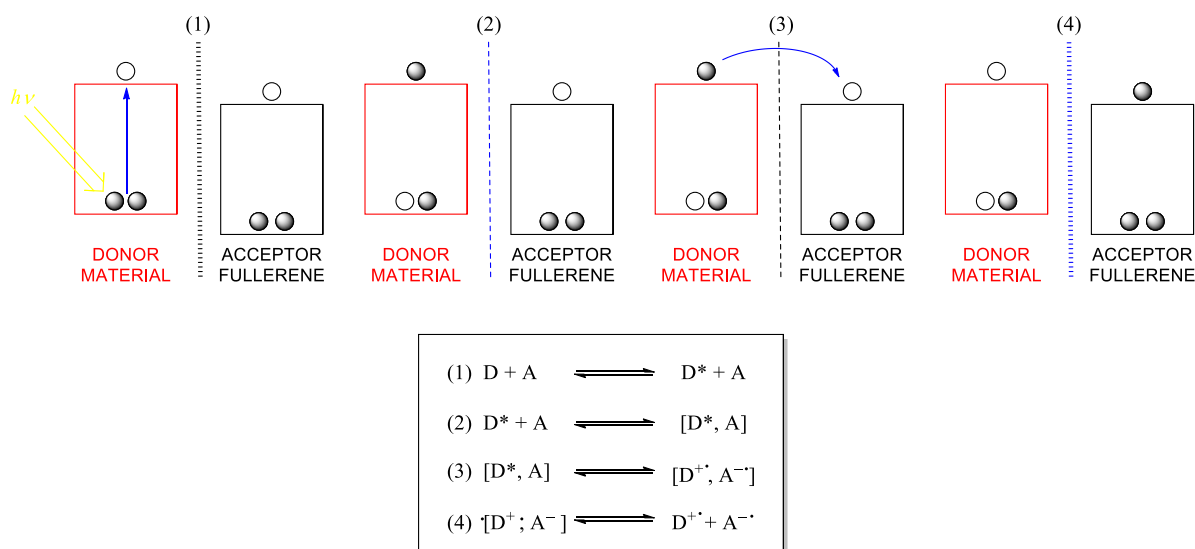 (1) (2) (3) (4)
hν
DONOR MATERIAL
ACCEPTOR FULLERENE
DONOR MATERIAL
ACCEPTOR FULLERENE
DONOR MATERIAL
ACCEPTOR FULLERENE
DONOR MATERIAL
ACCEPTOR FULLERENE
(1) D + A ⇌ D* + A
(2) D* + A ⇌ [D*, A]
(3) [D*, A] ⇌ [D⁺˙, A⁻˙]
(4) ˙[D⁺ ; A⁻ ] ⇌ D⁺˙ + A⁻˙